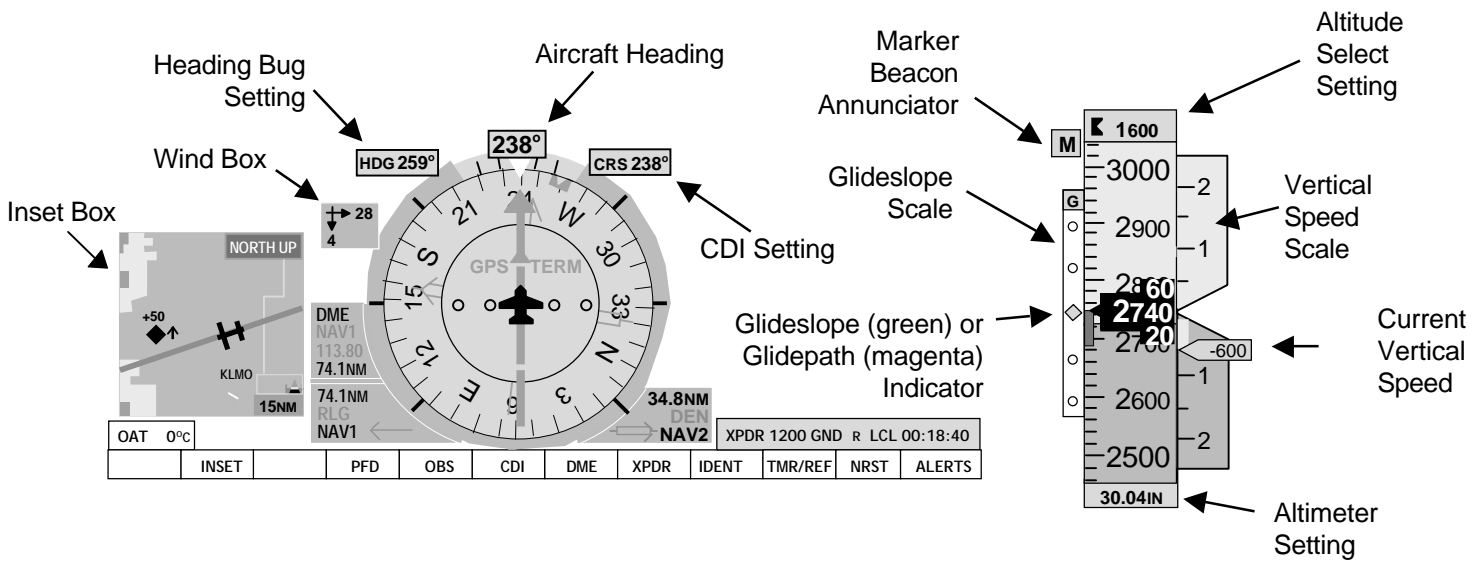 Heading Bug
Setting
Aircraft Heading
Wind Box
Inset Box
HDG 259°
238°
CRS 238°
CDI Setting
28
4
NORTH UP
+50
KLMO
15NM
21
24
W
30
33
N
3
6
E
12
15
S
GPS TERM
DME
NAV1
113.80
74.1NM
74.1NM
RLG
NAV1
34.8NM
DEN
NAV2
OAT 0°C
XPDR 1200 GND R LCL 00:18:40
INSET PFD OBS CDI DME XPDR IDENT TMR/REF NRST ALERTS
Marker
Beacon
Annunciator
Altitude
Select
Setting
Glideslope
Scale
Vertical
Speed
Scale
Glideslope (green) or
Glidepath (magenta)
Indicator
Current
Vertical
Speed
Altimeter
Setting
M
G
1600
3000
2900
2800
60
2740
20
2700
2600
2500
30.04IN
2
1
-600
1
2